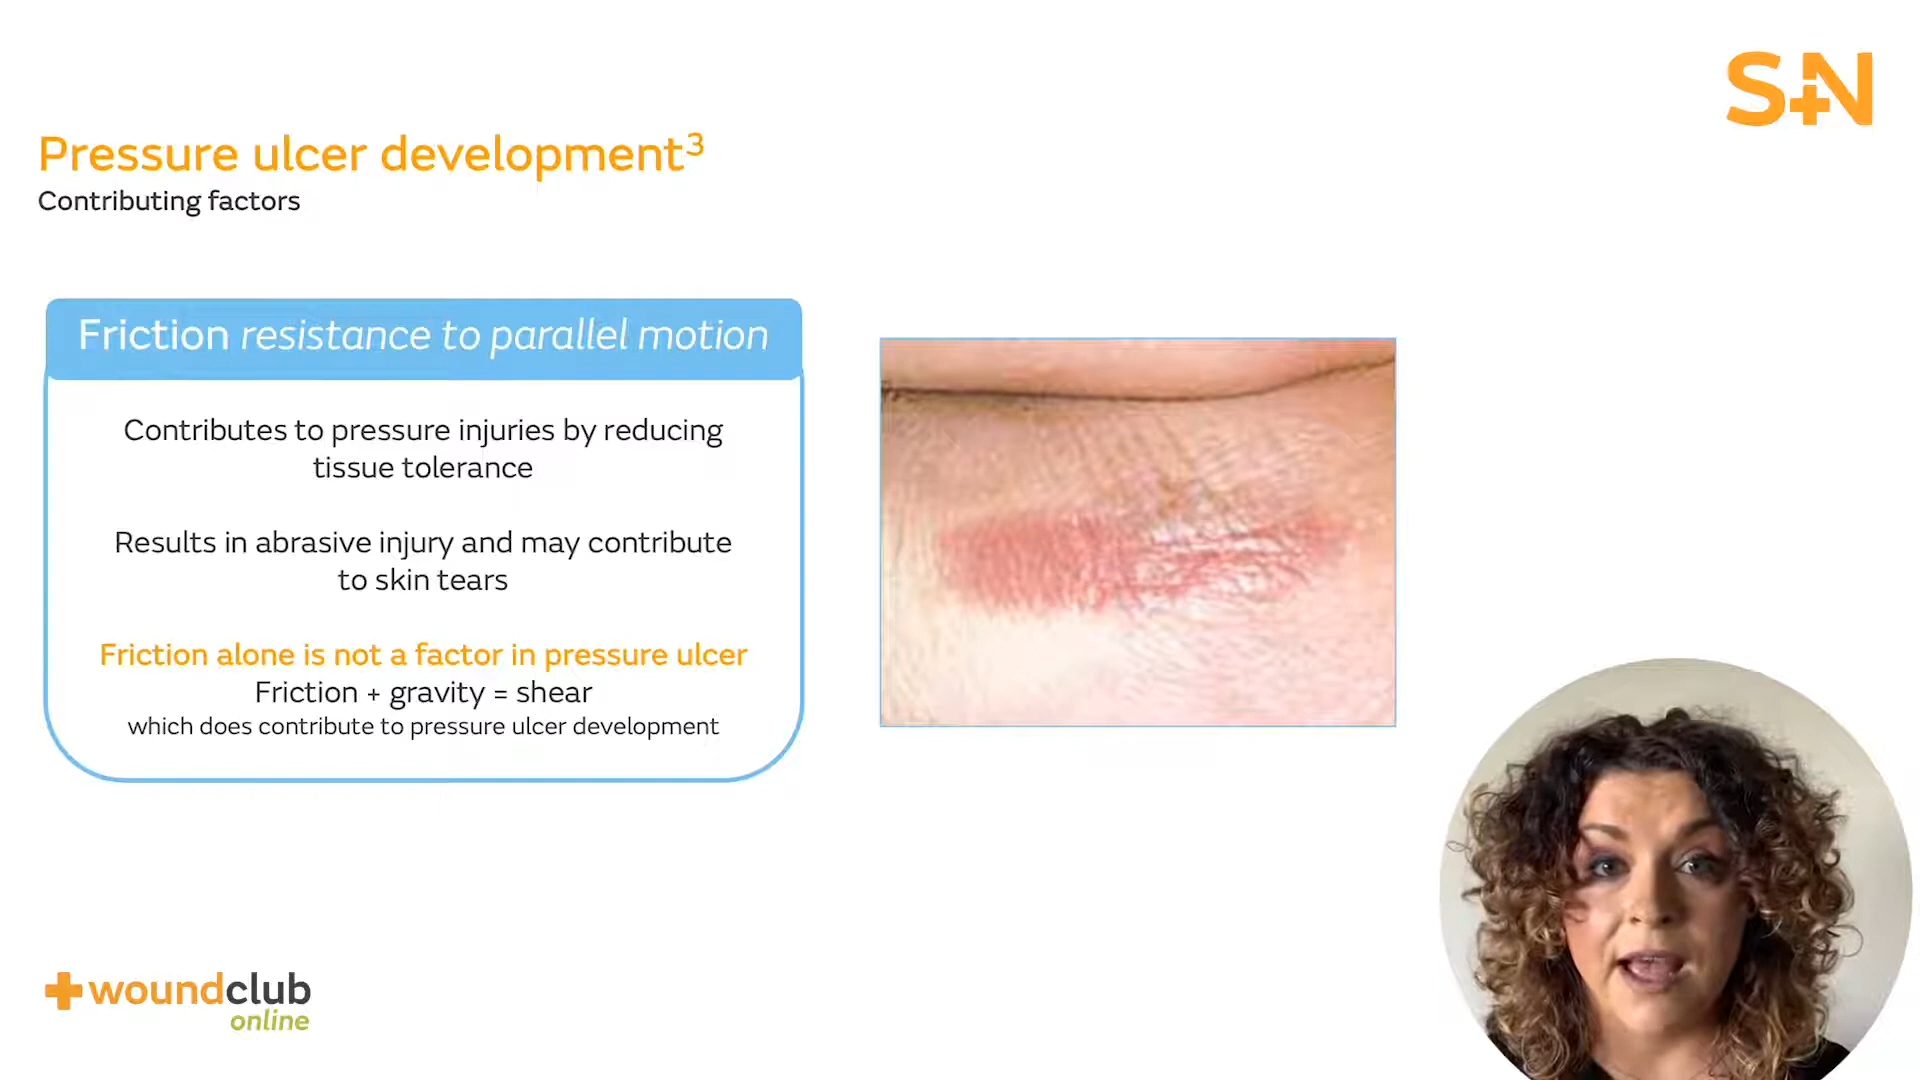 S+N
Pressure ulcer development³
Contributing factors
Friction resistance to parallel motion
Contributes to pressure injuries by reducing
tissue tolerance
Results in abrasive injury and may contribute
to skin tears
Friction alone is not a factor in pressure ulcer
Friction + gravity = shear
which does contribute to pressure ulcer development
woundclub
online